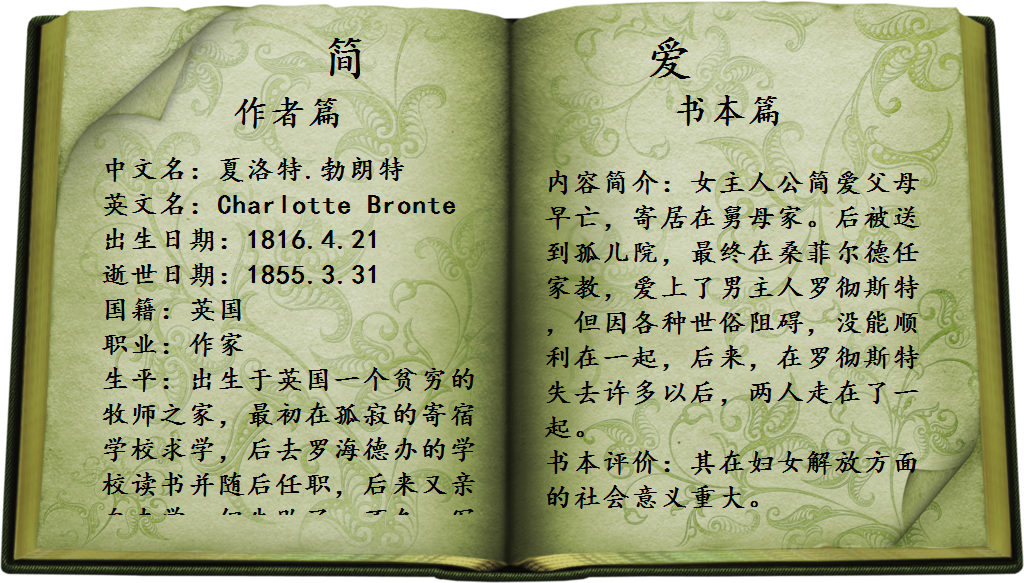 简 爱
作者篇
中文名：夏洛特.勃朗特
英文名：Charlotte Bronte
出生日期：1816.4.21
逝世日期：1855.3.31
国籍：英国
职业：作家
生平：出生于英国一个贫穷的
牧师之家，最初在孤寂的寄宿
学校求学，后去罗海德办的学
校读书并随后任职，后来又亲
书本篇
内容简介：女主人公简爱父母
早亡，寄居在舅母家。后被送
到孤儿院，最终在桑菲尔德任
家教，爱上了男主人罗彻斯特
，但因各种世俗阻碍，没能顺
利在一起，后来，在罗彻斯特
失去许多以后，两人走在了一
起。
书本评价：其在妇女解放方面
的社会意义重大。